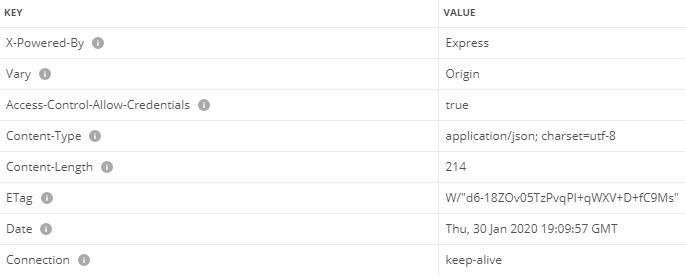 KEY VALUE
X-Powered-By Express
Vary Origin
Access-Control-Allow-Credentials true
Content-Type application/json; charset=utf-8
Content-Length 214
ETag W/"d6-18ZOv05TzPvqPI+qWXV+D+fC9Ms"
Date Thu, 30 Jan 2020 19:09:57 GMT
Connection keep-alive